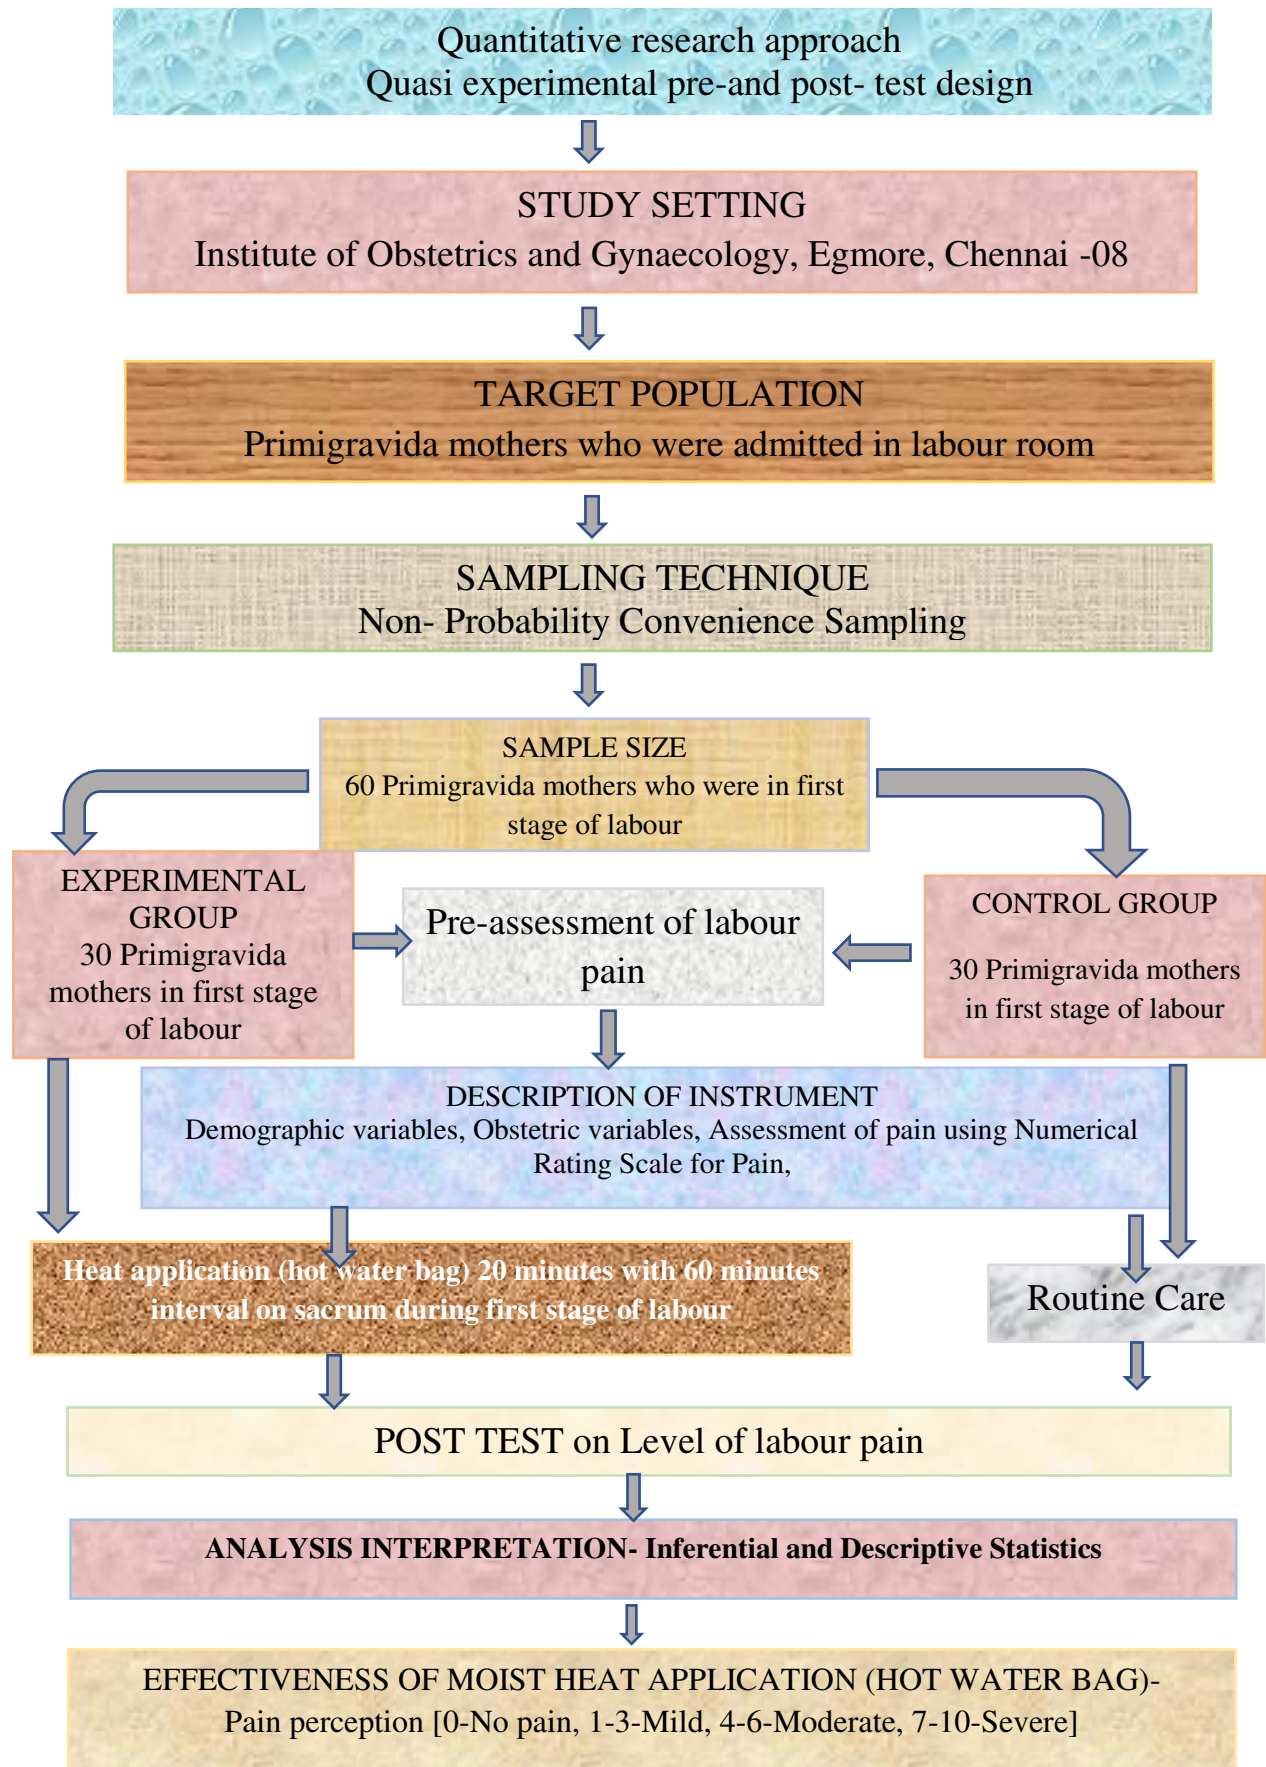 Quantitative research approach
Quasi experimental pre-and post- test design
STUDY SETTING
Institute of Obstetrics and Gynaecology, Egmore, Chennai -08
TARGET POPULATION
Primigravida mothers who were admitted in labour room
SAMPLING TECHNIQUE
Non- Probability Convenience Sampling
SAMPLE SIZE
60 Primigravida mothers who were in first
stage of labour
EXPERIMENTAL
GROUP
30 Primigravida
mothers in first stage
of labour
Pre-assessment of labour
pain
CONTROL GROUP
30 Primigravida mothers
in first stage of labour
DESCRIPTION OF INSTRUMENT
Demographic variables, Obstetric variables, Assessment of pain using Numerical
Rating Scale for Pain,
Heat application (hot water bag) 20 minutes with 60 minutes
interval on sacrum during first stage of labour
Routine Care
POST TEST on Level of labour pain
ANALYSIS INTERPRETATION- Inferential and Descriptive Statistics
EFFECTIVENESS OF MOIST HEAT APPLICATION (HOT WATER BAG)-
Pain perception [0-No pain, 1-3-Mild, 4-6-Moderate, 7-10-Severe]